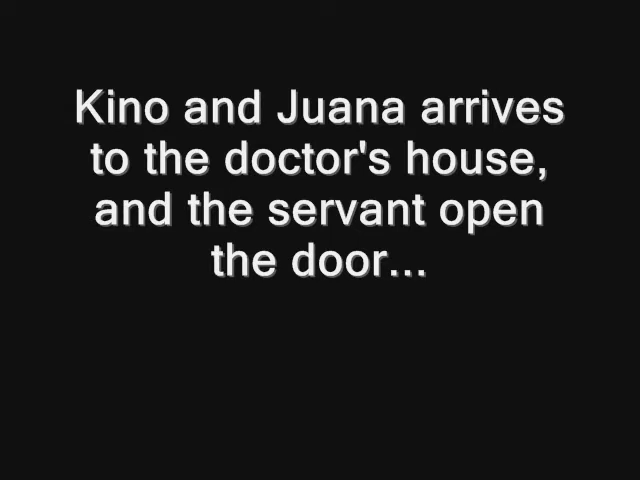 Kino and Juana arrives
to the doctor's house,
and the servant open
the door...